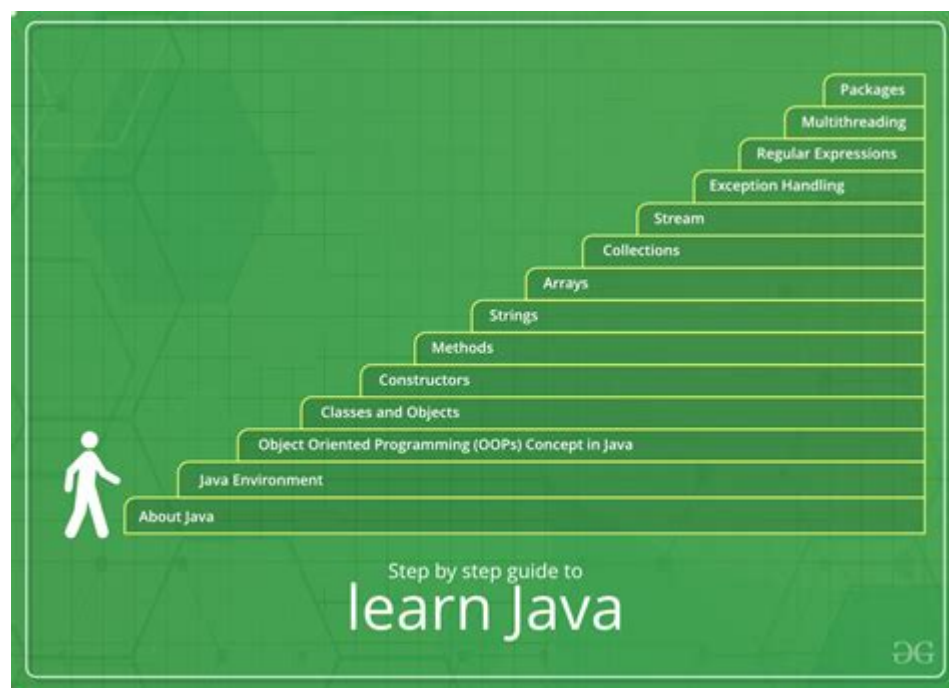 Packages
Multithreading
Regular Expressions
Exception Handling
Stream
Collections
Arrays
Strings
Methods
Constructors
Classes and Objects
Object Oriented Programming (OOPs) Concept in Java
Java Environment
About Java
Step by step guide to
learn Java